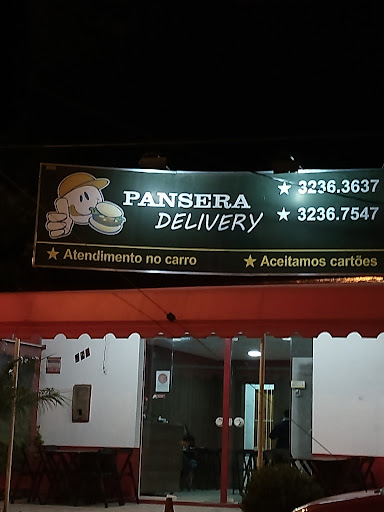 PANSERA
DELIVERY
★ 3236.3637
★ 3236.7547
★ Atendimento no carro
★ Aceitamos cartões